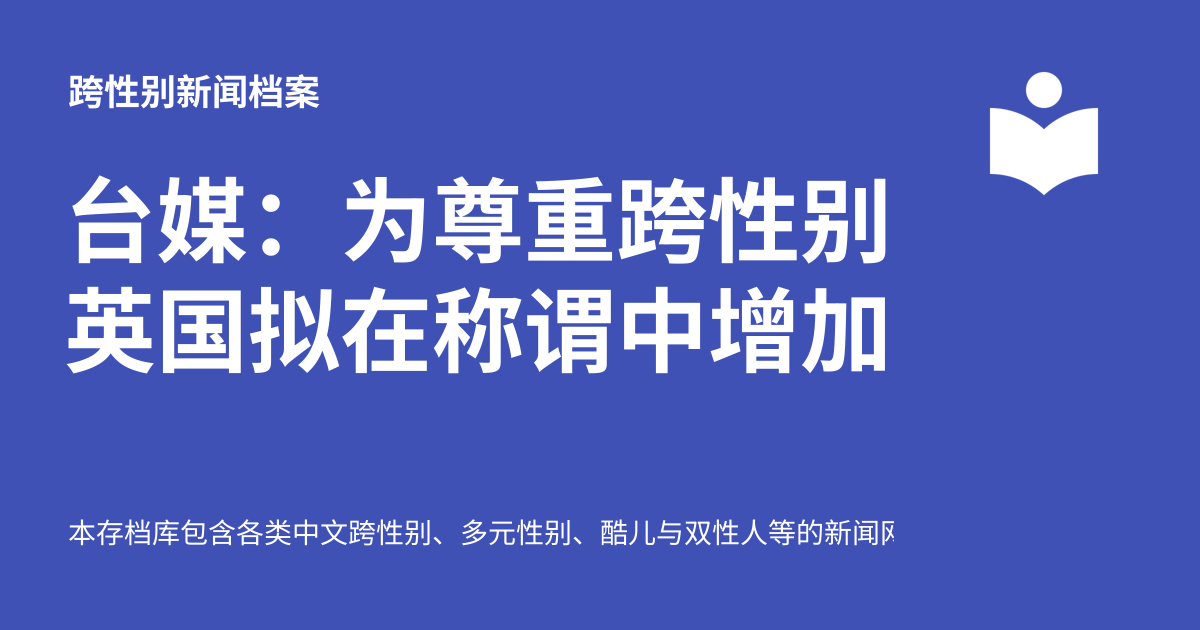 跨性别新闻档案
台媒：为尊重跨性别
英国拟在称谓中增加
本存档库包含各类中文跨性别、多元性别、酷儿与双性人等的新闻